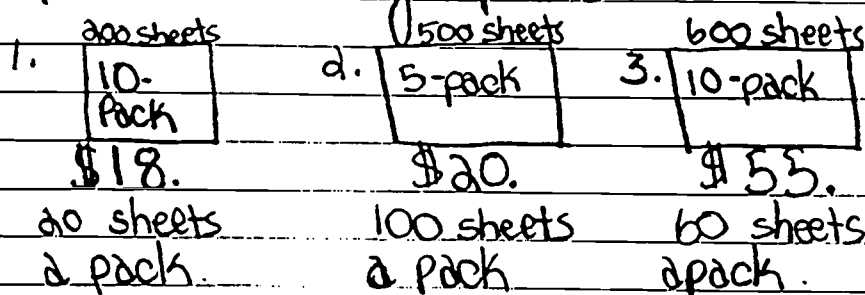 200 sheets 500 sheets 600 sheets
1. 10- Pack 2. 5-pack 3. 10-pack
$18. $20. $55.
20 sheets 100 sheets 60 sheets
a pack. a pack a pack.